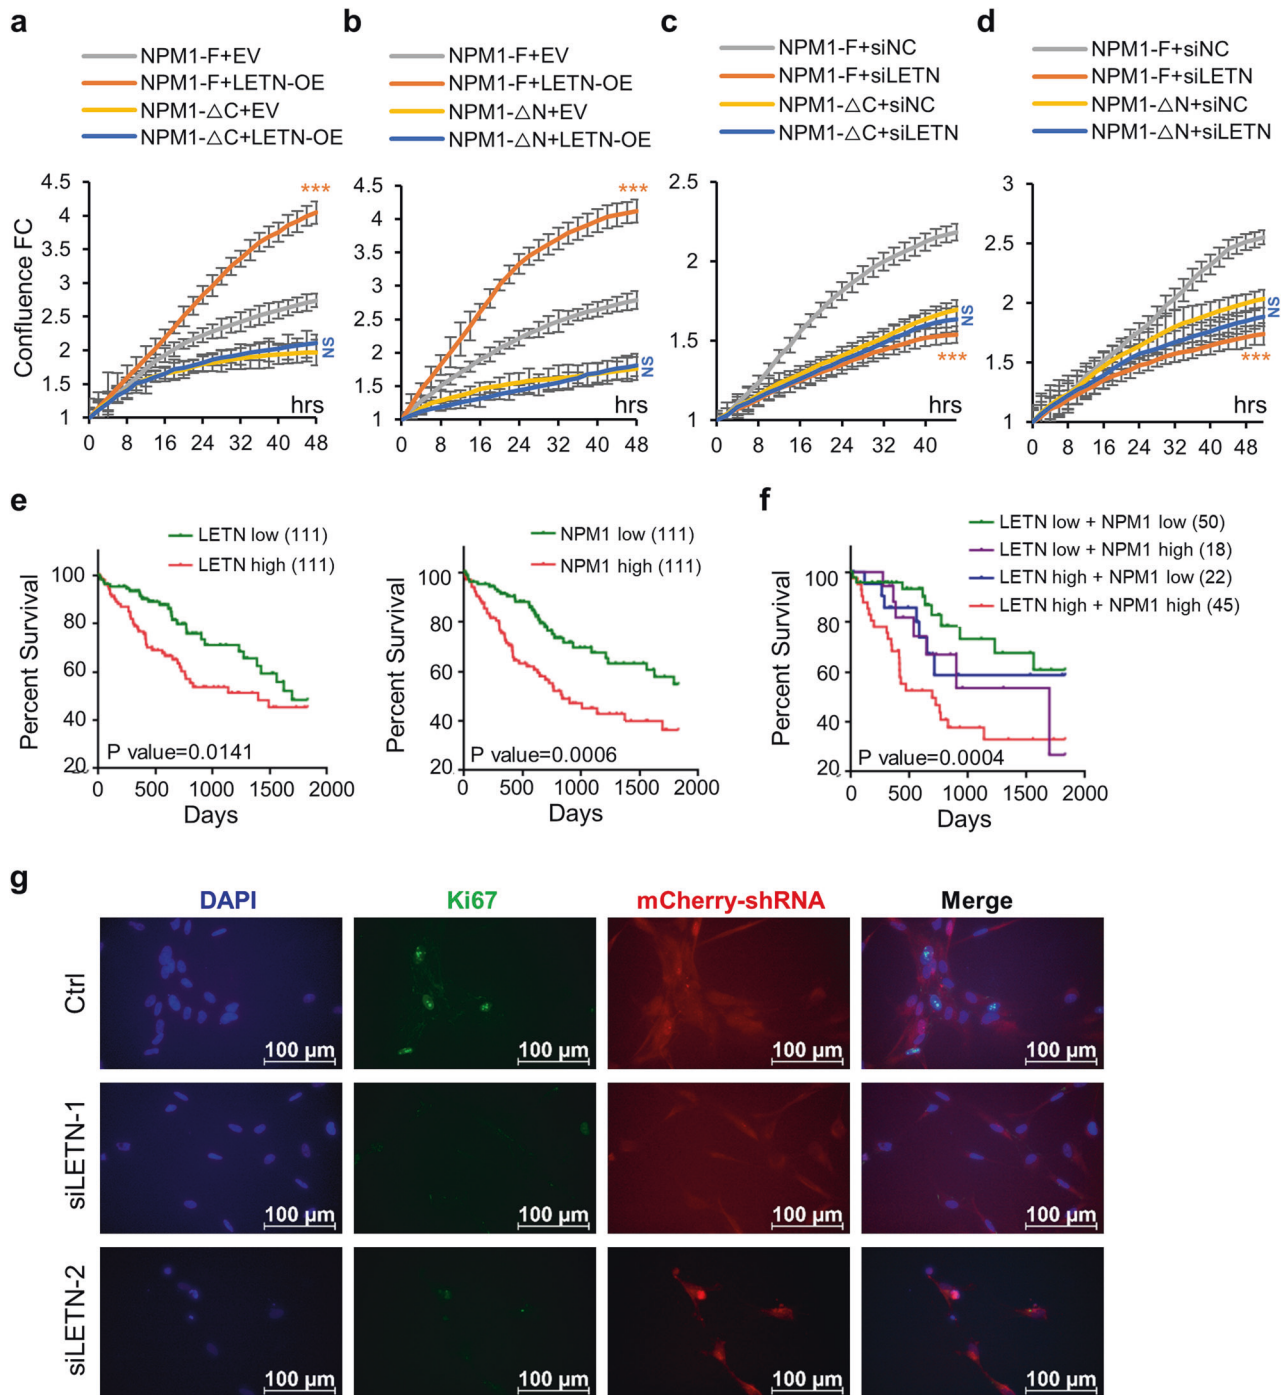 a
NPM1-F+EV
NPM1-F+LETN-OE
NPM1-△C+EV
NPM1-△C+LETN-OE
Confluence FC
4.5
4
3.5
3
2.5
2
1.5
1
***
NS
hrs
0 8 16 24 32 40 48
b
NPM1-F+EV
NPM1-F+LETN-OE
NPM1-△N+EV
NPM1-△N+LETN-OE
4.5
4
3.5
3
2.5
2
1.5
1
***
NS
hrs
0 16 32 48
c
NPM1-F+siNC
NPM1-F+siLETN
NPM1-△C+siNC
NPM1-△C+siLETN
2.5
2
1.5
1
NS
***
hrs
0 8 16 24 32 40
d
NPM1-F+siNC
NPM1-F+siLETN
NPM1-△N+siNC
NPM1-△N+siLETN
3
2.5
2
1.5
1
NS
***
hrs
0 8 16 24 32 40 48
e
LETN low (111)
LETN high (111)
Percent Survival
100
80
60
40
20
P value=0.0141
0 500 1000 1500 2000
Days
NPM1 low (111)
NPM1 high (111)
Percent Survival
100
80
60
40
20
P value=0.0006
0 500 1000 1500 2000
Days
f
LETN low + NPM1 low (50)
LETN low + NPM1 high (18)
LETN high + NPM1 low (22)
LETN high + NPM1 high (45)
Percent Survival
100
80
60
40
20
P value=0.0004
0 500 1000 1500 2000
Days
g
DAPI Ki67 mCherry-shRNA Merge
Ctrl
100 µm 100 µm 100 µm 100 µm
siLETN-1
100 µm 100 µm 100 µm 100 µm
siLETN-2
100 µm 100 µm 100 µm 100 µm